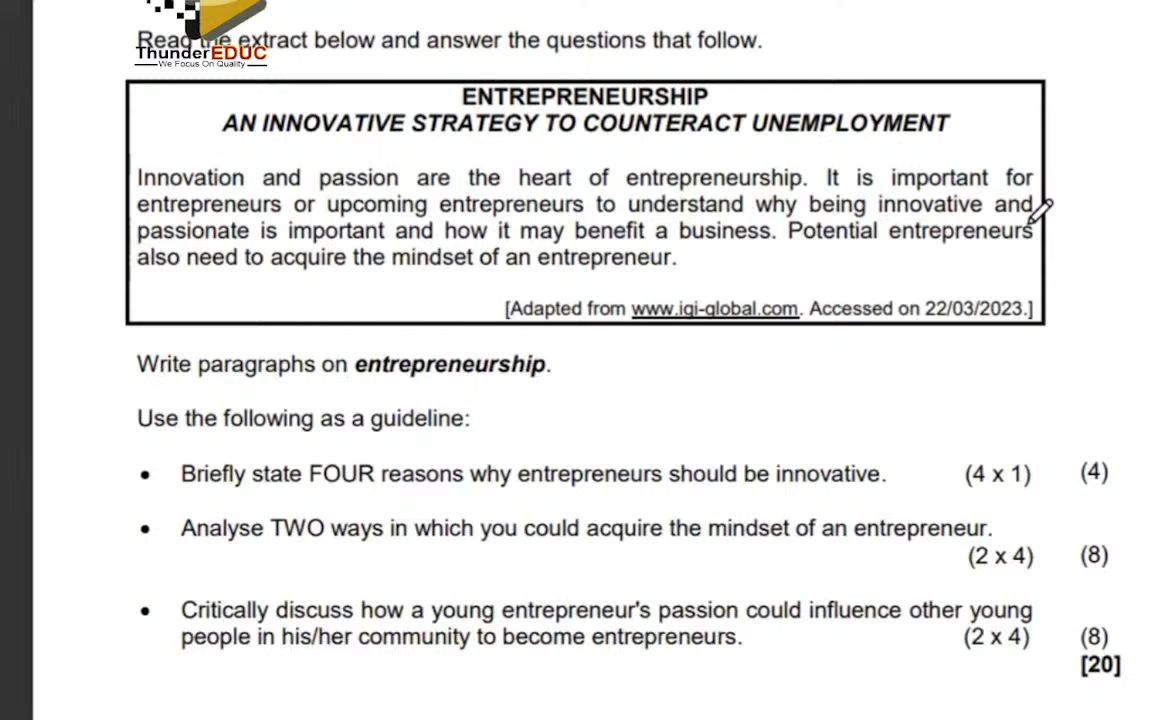 Read the extract below and answer the questions that follow.
ThunderEDUC
We Focus On Quality
ENTREPRENEURSHIP
AN INNOVATIVE STRATEGY TO COUNTERACT UNEMPLOYMENT
Innovation and passion are the heart of entrepreneurship. It is important for
entrepreneurs or upcoming entrepreneurs to understand why being innovative and
passionate is important and how it may benefit a business. Potential entrepreneurs
also need to acquire the mindset of an entrepreneur.
[Adapted from www.igi-global.com. Accessed on 22/03/2023.]
Write paragraphs on entrepreneurship.
Use the following as a guideline:
• Briefly state FOUR reasons why entrepreneurs should be innovative. (4 x 1) (4)
• Analyse TWO ways in which you could acquire the mindset of an entrepreneur.
(2 x 4) (8)
• Critically discuss how a young entrepreneur's passion could influence other young
people in his/her community to become entrepreneurs. (2 x 4) (8)
[20]